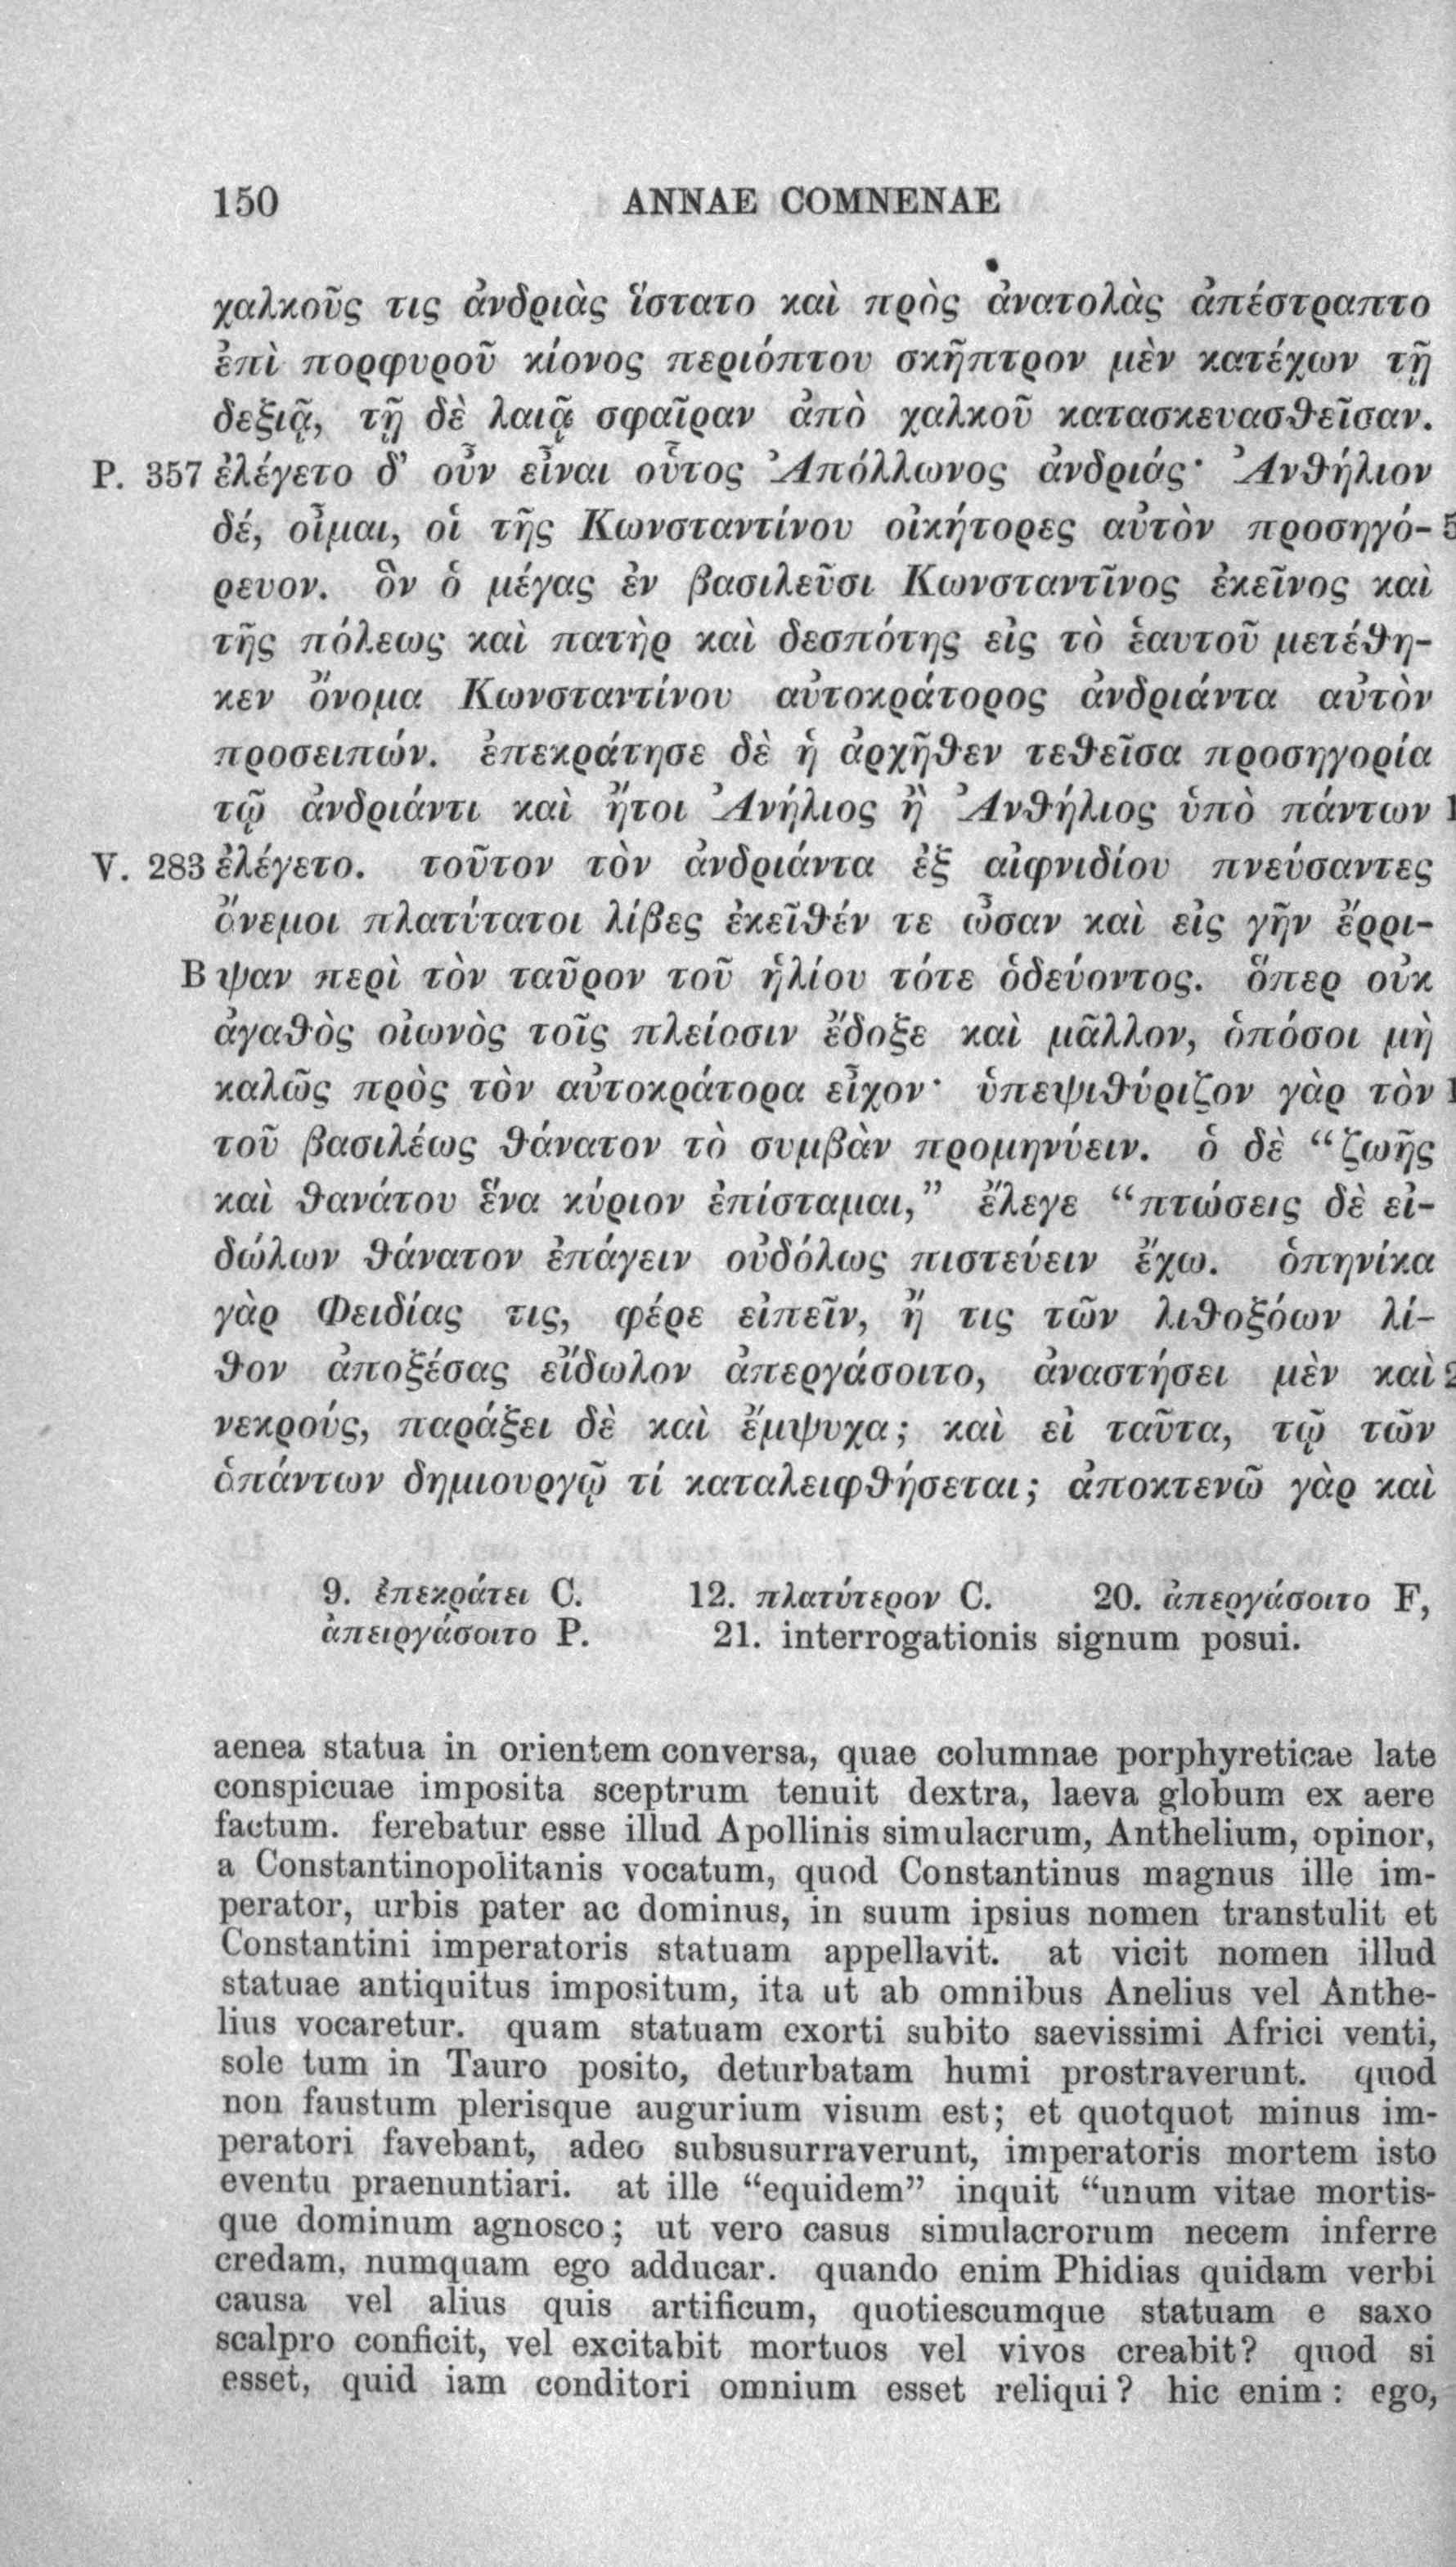 150 ANNAE COMNENAE
χαλκοῦς τις ἀνδριὰς ἵστατο καὶ πρὸς ἀνατολὰς ἀπέστραπτο
ἐπὶ πορφυροῦ κίονος περιόπτου σκῆπτρον μὲν κατέχων τῇ
δεξιᾷ, τῇ δὲ λαιᾷ σφαῖραν ἀπὸ χαλκοῦ κατασκευασθεῖσαν.
P. 357 ἐλέγετο δ’ οὖν εἶναι οὗτος Ἀπόλλωνος ἀνδριάς· Ἀνθήλιον
δέ, οἶμαι, οἱ τῆς Κωνσταντίνου οἰκήτορες αὐτὸν προσηγό- 5
ρευον. ὃν ὁ μέγας ἐν βασιλεῦσι Κωνσταντῖνος ἐκεῖνος καὶ
τῆς πόλεως καὶ πατὴρ καὶ δεσπότης εἰς τὸ ἑαυτοῦ μετέθη-
κεν ὄνομα Κωνσταντίνου αὐτοκράτορος ἀνδριάντα αὐτὸν
προσειπών. ἐπεκράτησε δὲ ἡ ἀρχῆθεν τεθεῖσα προσηγορία
τῷ ἀνδριάντι καὶ ἤτοι Ἀνήλιος ἢ Ἀνθήλιος ὑπὸ πάντων 1
V. 283 ἐλέγετο. τοῦτον τὸν ἀνδριάντα ἐξ αἰφνιδίου πνεύσαντες
ἄνεμοι πλατύτατοι λίβες ἐκεῖθέν τε ὦσαν καὶ εἰς γῆν ἔρρι-
B ψαν περὶ τὸν ταῦρον τοῦ ἡλίου τότε ὁδεύοντος. ὅπερ οὐκ
ἀγαθὸς οἰωνὸς τοῖς πλείοσιν ἔδοξε καὶ μᾶλλον, ὁπόσοι μὴ
καλῶς πρὸς τὸν αὐτοκράτορα εἶχον· ὑπεψιθύριζον γὰρ τὸν 1
τοῦ βασιλέως θάνατον τὸ συμβὰν προμηνύειν. ὁ δὲ “ζωῆς
καὶ θανάτου ἕνα κύριον ἐπίσταμαι,” ἔλεγε “πτώσεις δὲ εἰ-
δώλων θάνατον ἐπάγειν οὐδόλως πιστεύειν ἔχω. ὁπηνίκα
γὰρ Φειδίας τις, φέρε εἰπεῖν, ἤ τις τῶν λιθοξόων λί-
θον ἀποξέσας εἴδωλον ἀπεργάσοιτο, ἀναστήσει μὲν καὶ 2
νεκρούς, παράξει δὲ καὶ ἔμψυχα; καὶ εἰ ταῦτα, τῷ τῶν
ἁπάντων δημιουργῷ τί καταλειφθήσεται; ἀποκτενῶ γὰρ καὶ
9. ἐπεκράτει C. 12. πλατύτερον C. 20. ἀπεργάσοιτο F,
ἀπειργάσοιτο P. 21. interrogationis signum posui.
aenea statua in orientem conversa, quae columnae porphyreticae late
conspicuae imposita sceptrum tenuit dextra, laeva globum ex aere
factum. ferebatur esse illud Apollinis simulacrum, Anthelium, opinor,
a Constantinopolitanis vocatum, quod Constantinus magnus ille im-
perator, urbis pater ac dominus, in suum ipsius nomen transtulit et
Constantini imperatoris statuam appellavit. at vicit nomen illud
statuae antiquitus impositum, ita ut ab omnibus Anelius vel Anthe-
lius vocaretur. quam statuam exorti subito saevissimi Africi venti,
sole tum in Tauro posito, deturbatam humi prostraverunt. quod
non faustum plerisque augurium visum est; et quotquot minus im-
peratori favebant, adeo subsusurraverunt, imperatoris mortem isto
eventu praenuntiari. at ille “equidem” inquit “unum vitae mortis-
que dominum agnosco; ut vero casus simulacrorum necem inferre
credam, numquam ego adducar. quando enim Phidias quidam verbi
causa vel alius quis artificum, quotiescumque statuam e saxo
scalpro conficit, vel excitabit mortuos vel vivos creabit? quod si
esset, quid iam conditori omnium esset reliqui? hic enim: ego,